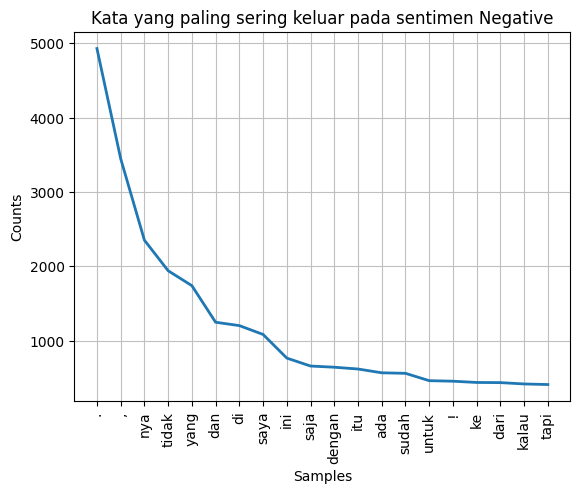 Kata yang paling sering keluar pada sentimen Negative
5000
4000
3000
2000
1000
Counts
.
,
nya
tidak
yang
dan
di
saya
ini
saja
dengan
itu
ada
sudah
untuk
!
ke
dari
kalau
tapi
Samples